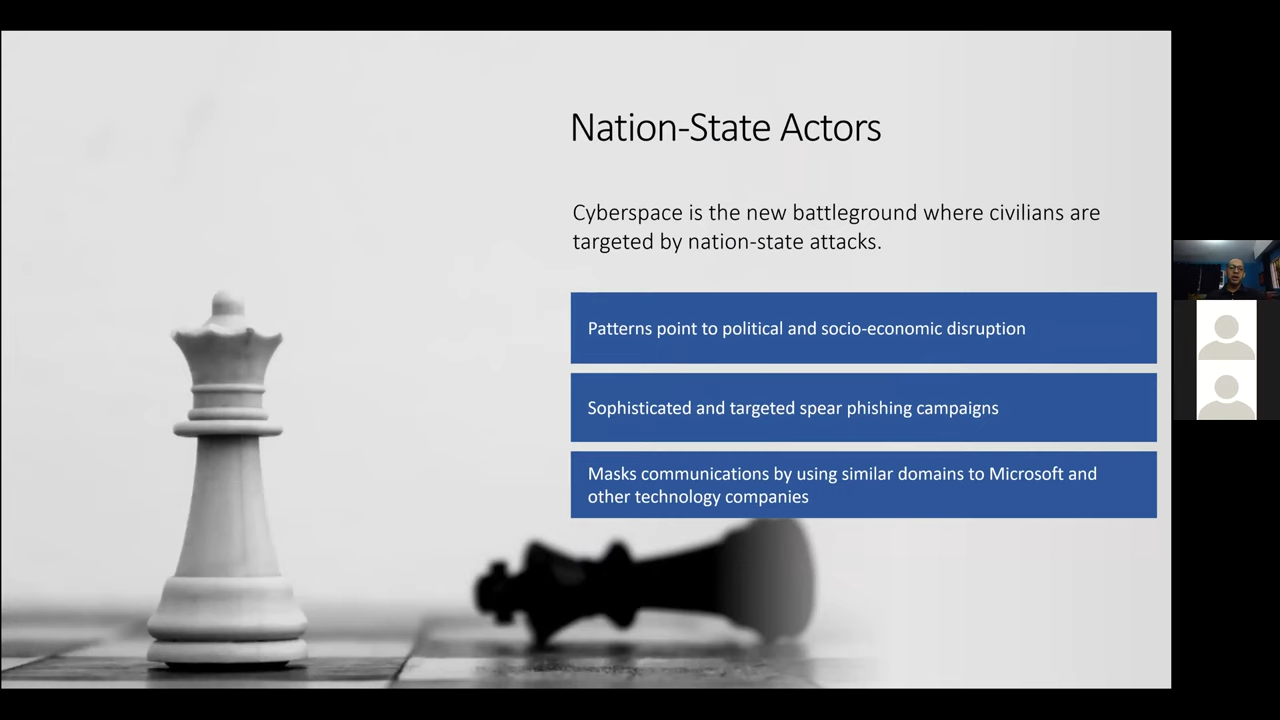 Nation-State Actors
Cyberspace is the new battleground where civilians are
targeted by nation-state attacks.
Patterns point to political and socio-economic disruption
Sophisticated and targeted spear phishing campaigns
Masks communications by using similar domains to Microsoft and
other technology companies